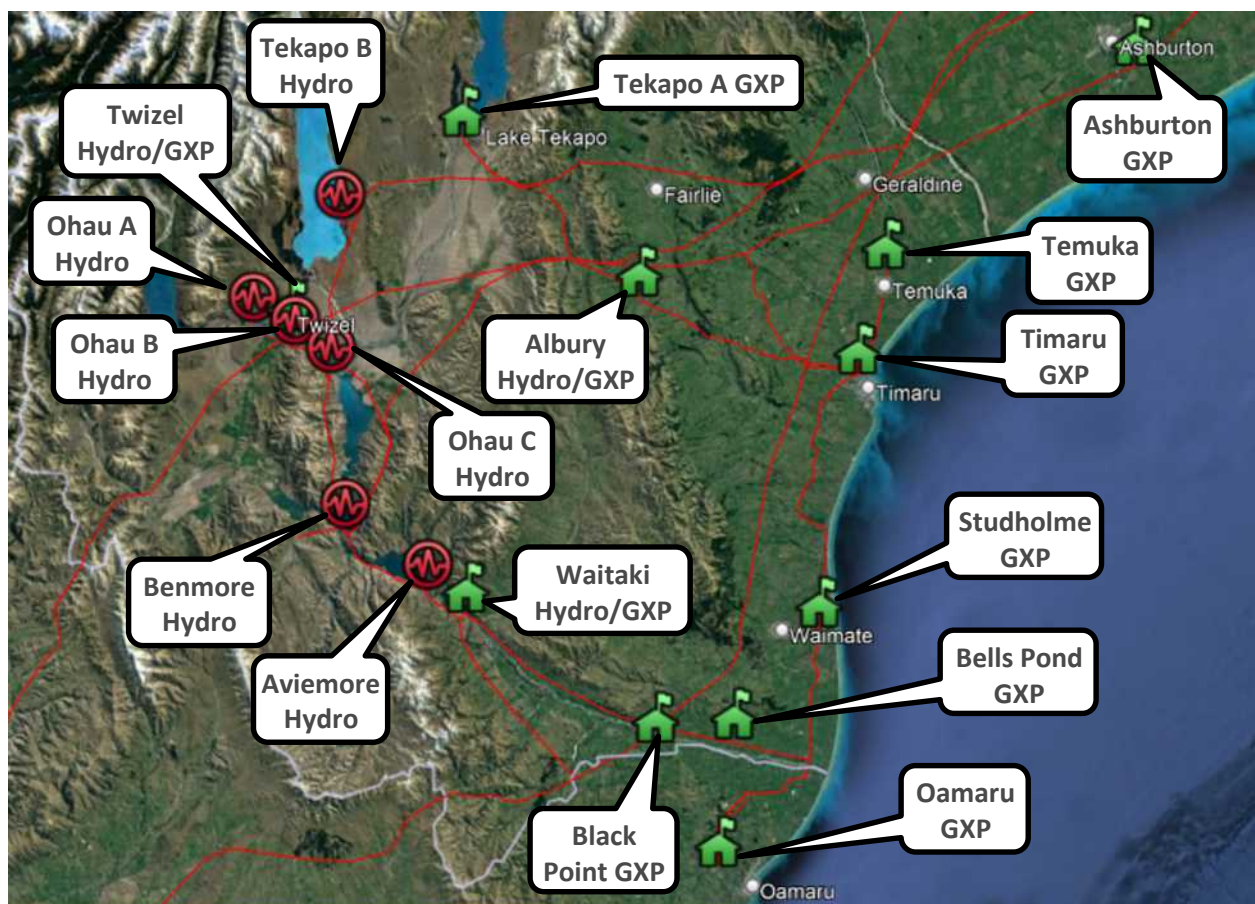 Tekapo B
Hydro
Tekapo A GXP
Ashburton
Ashburton
GXP
Twizel
Hydro/GXP
Lake Tekapo
Fairlie
Geraldine
Ohau A
Hydro
Temuka
GXP
Temuka
Twizel
Ohau B
Hydro
Albury
Hydro/GXP
Timaru
GXP
Timaru
Ohau C
Hydro
Studholme
GXP
Benmore
Hydro
Waitaki
Hydro/GXP
Waimate
Aviemore
Hydro
Bells Pond
GXP
Black
Point GXP
Oamaru
GXP
Oamaru